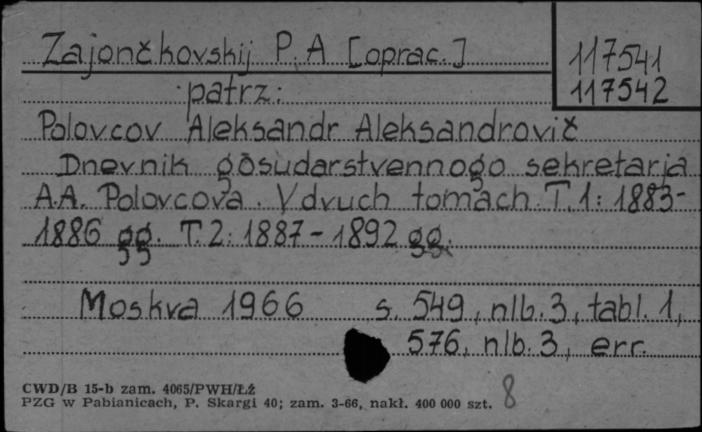 Zajončkovskij P. A [oprac.]
117541
117542
patrz:
Polovcov Aleksandr Aleksandrovič
Dnevnik gosudarstvennogo sekretarja
A.A. Polovcova. V dvuch tomach. T. 1: 1883-
1886 gg. T. 2: 1887-1892 gg.
Moskva 1966 s. 549, nlb. 3, tabl. 1,
576, nlb. 3, err.
CWD/B 15-b zam. 4065/PWH/ŁŻ
PZG w Pabianicach, P. Skargi 40; zam. 3-66, nakł. 400 000 szt.
8